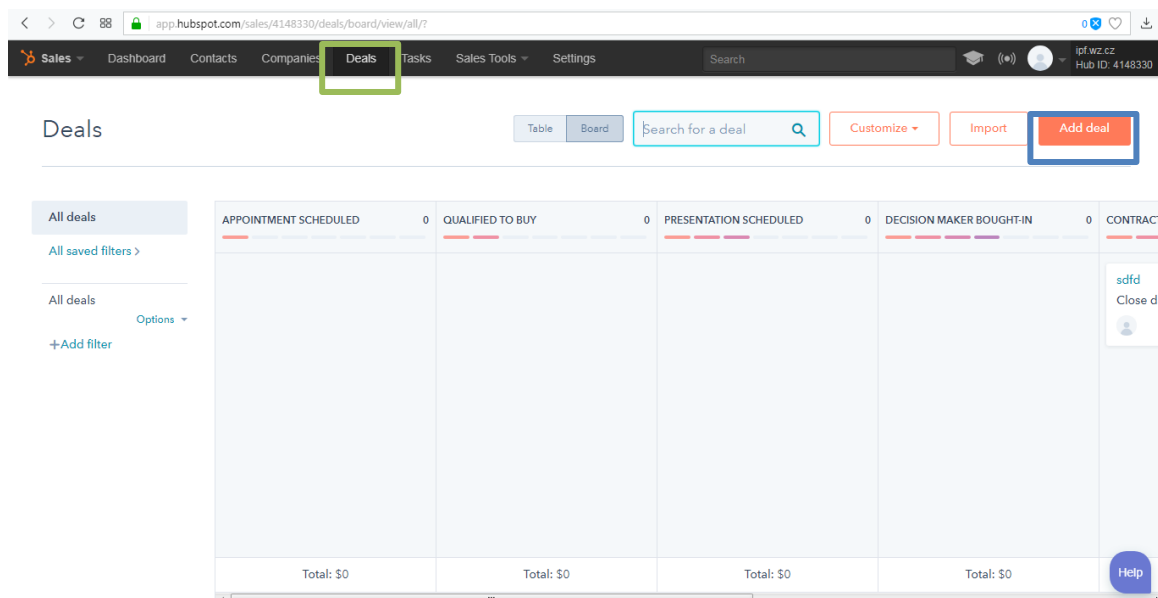 app.hubspot.com/sales/4148330/deals/board/view/all/?
0
Sales Dashboard Contacts Companies Deals Tasks Sales Tools Settings Search
ipf.wz.cz
Hub ID: 4148330
Deals
Table Board Search for a deal Customize Import Add deal
All deals
All saved filters >
All deals
Options
+Add filter
APPOINTMENT SCHEDULED 0 QUALIFIED TO BUY 0 PRESENTATION SCHEDULED 0 DECISION MAKER BOUGHT-IN 0 CONTRACT
sdfd
Close d
Total: $0 Total: $0 Total: $0 Total: $0
Help